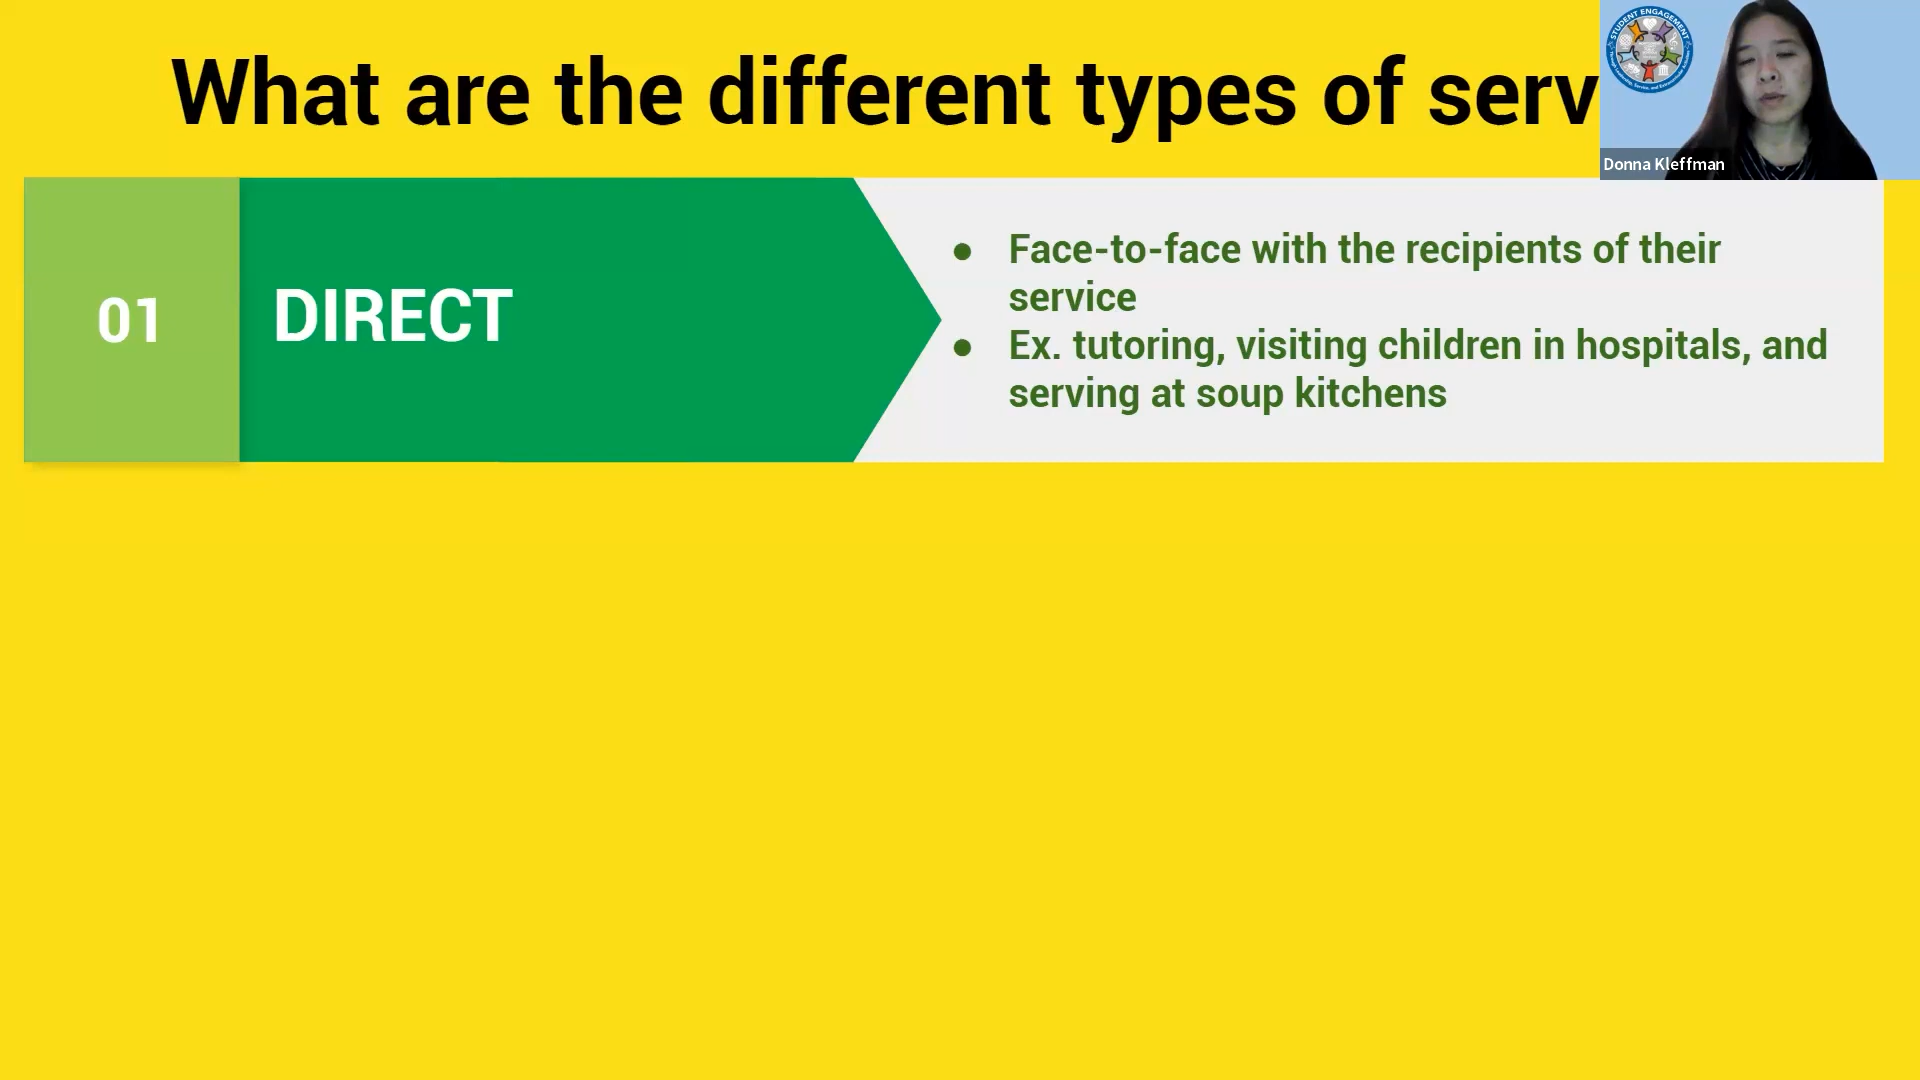 What are the different types of serv
STUDENT ENGAGEMENT
Donna Kleffman
01
DIRECT
● Face-to-face with the recipients of their
service
● Ex. tutoring, visiting children in hospitals, and
serving at soup kitchens